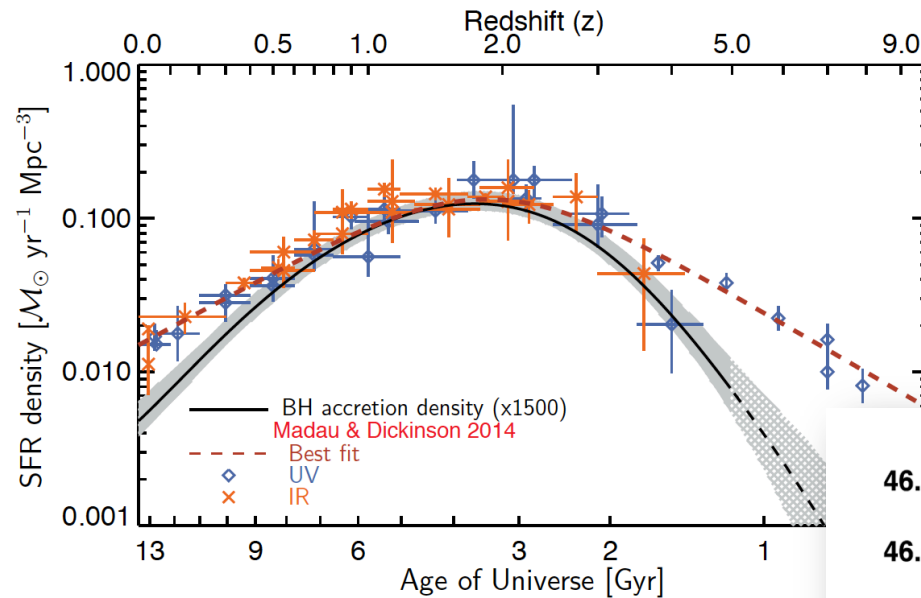 Redshift (z)
0.0 0.5 1.0 2.0 5.0 9.0
1.000
0.100
0.010
0.001
SFR density [M⊙ yr⁻¹ Mpc⁻³]
BH accretion density (x1500)
Madau & Dickinson 2014
Best fit
UV
IR
46.
46.
13 9 6 3 2 1
Age of Universe [Gyr]